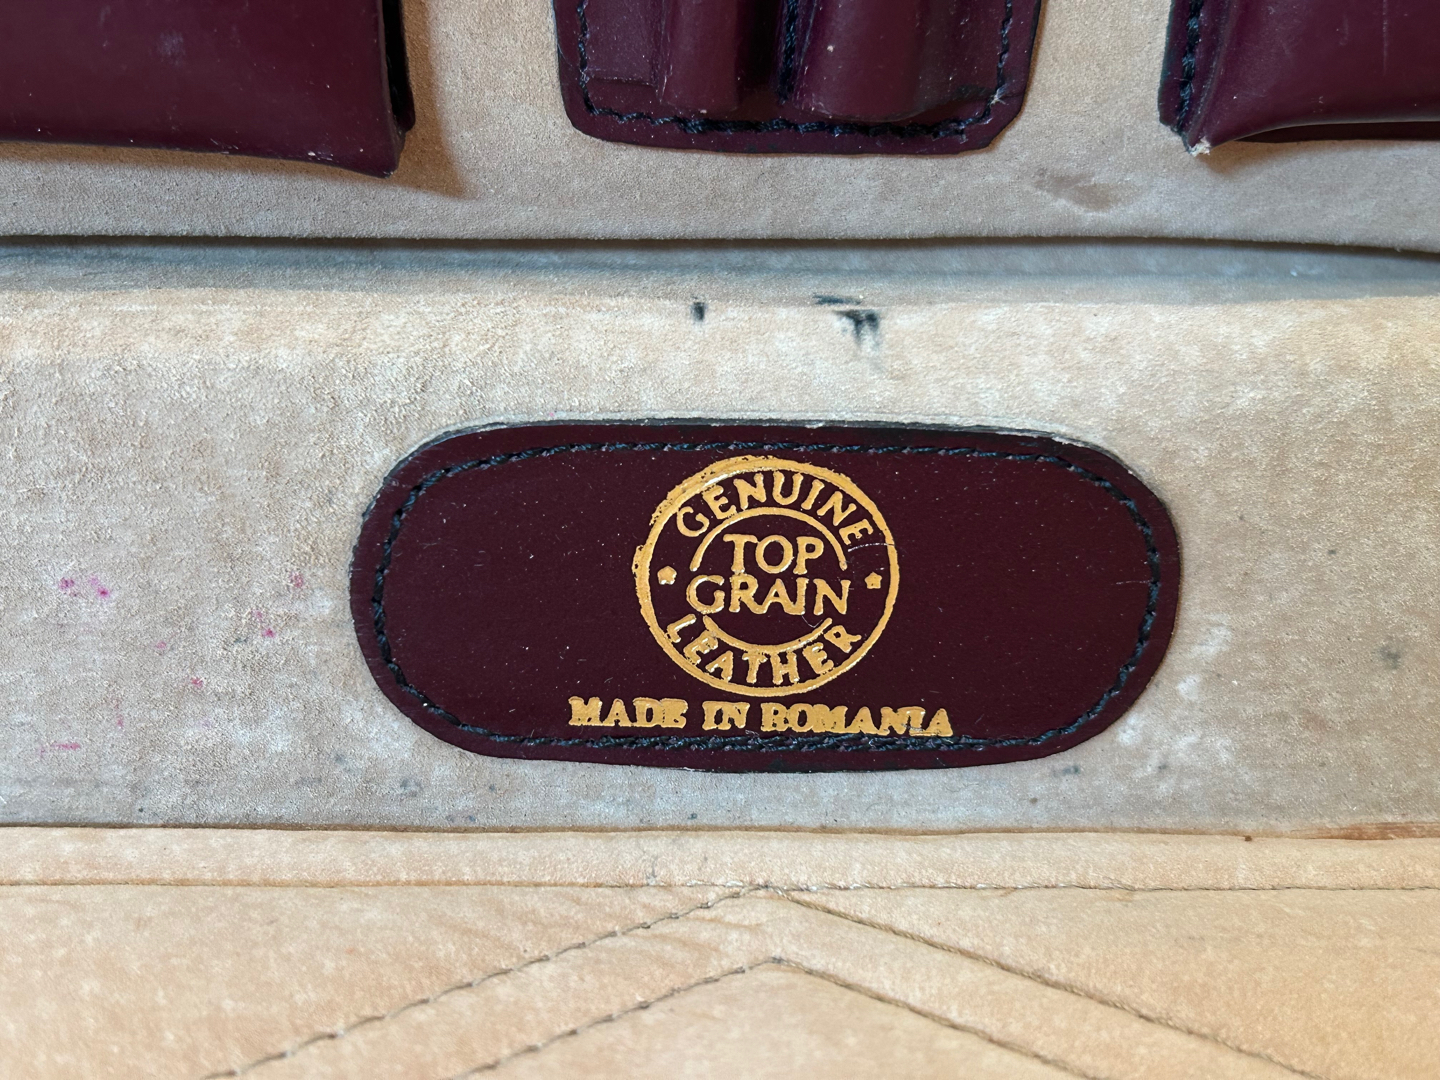 GENUINE
TOP
GRAIN
LEATHER
MADE IN ROMANIA